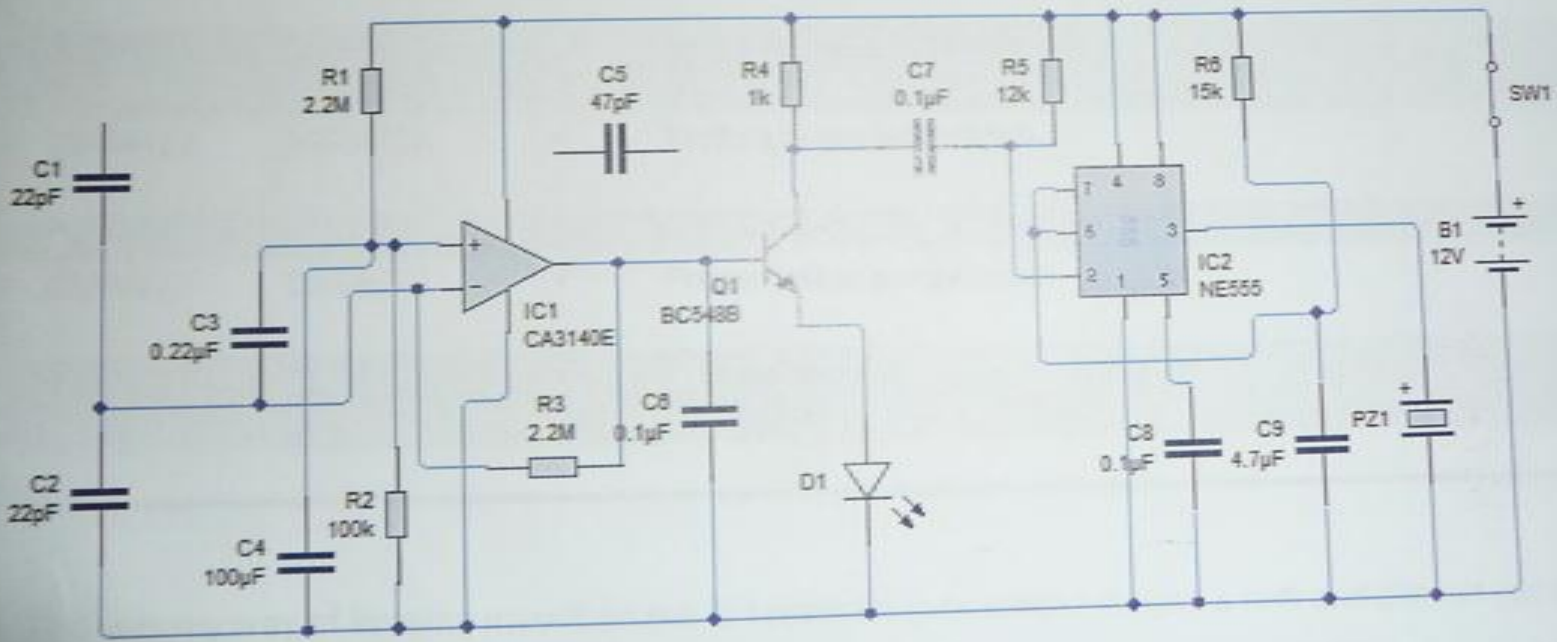 R1
2.2M
C5
47pF
R4
1k
C7
0.1µF
R5
12k
R6
15k
SW1
C1
22pF
7
4
8
6
3
2
1
5
IC2
NE555
+
B1
12V
+
−
IC1
CA3140E
Q1
BC548B
C3
0.22µF
R3
2.2M
C6
0.1µF
D1
C8
0.1µF
C9
4.7µF
+
PZ1
C2
22pF
R2
100k
C4
100µF